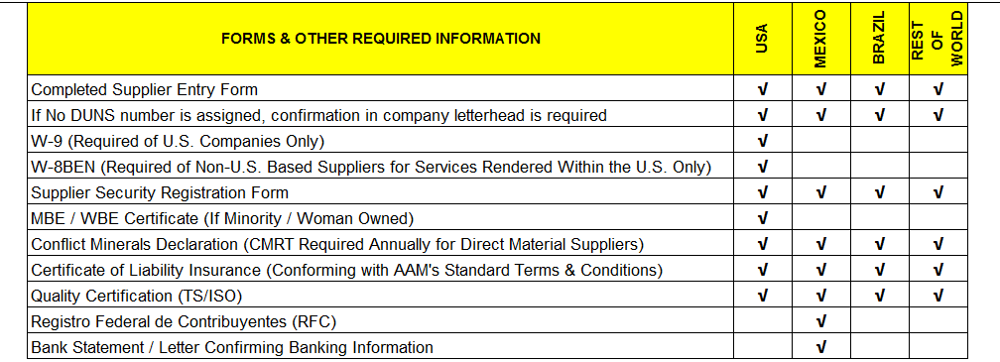 FORMS & OTHER REQUIRED INFORMATION USA MEXICO BRAZIL REST OF WORLD
Completed Supplier Entry Form √ √ √ √
If No DUNS number is assigned, confirmation in company letterhead is required √ √ √ √
W-9 (Required of U.S. Companies Only) √
W-8BEN (Required of Non-U.S. Based Suppliers for Services Rendered Within the U.S. Only) √
Supplier Security Registration Form √ √ √ √
MBE / WBE Certificate (If Minority / Woman Owned) √
Conflict Minerals Declaration (CMRT Required Annually for Direct Material Suppliers) √ √ √ √
Certificate of Liability Insurance (Conforming with AAM's Standard Terms & Conditions) √ √ √ √
Quality Certification (TS/ISO) √ √ √ √
Registro Federal de Contribuyentes (RFC) √
Bank Statement / Letter Confirming Banking Information √